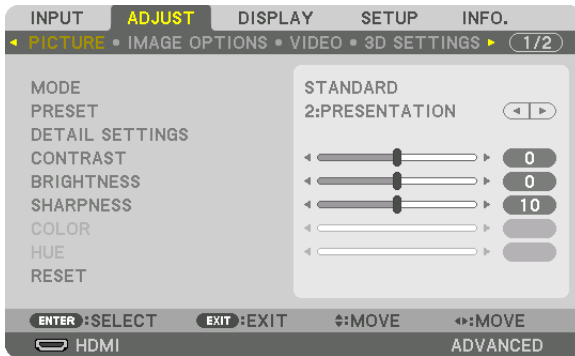 INPUT ADJUST DISPLAY SETUP INFO.
PICTURE • IMAGE OPTIONS • VIDEO • 3D SETTINGS 1/2
MODE STANDARD
PRESET 2:PRESENTATION
DETAIL SETTINGS
CONTRAST 0
BRIGHTNESS 0
SHARPNESS 10
COLOR
HUE
RESET
ENTER :SELECT EXIT :EXIT :MOVE :MOVE
HDMI ADVANCED